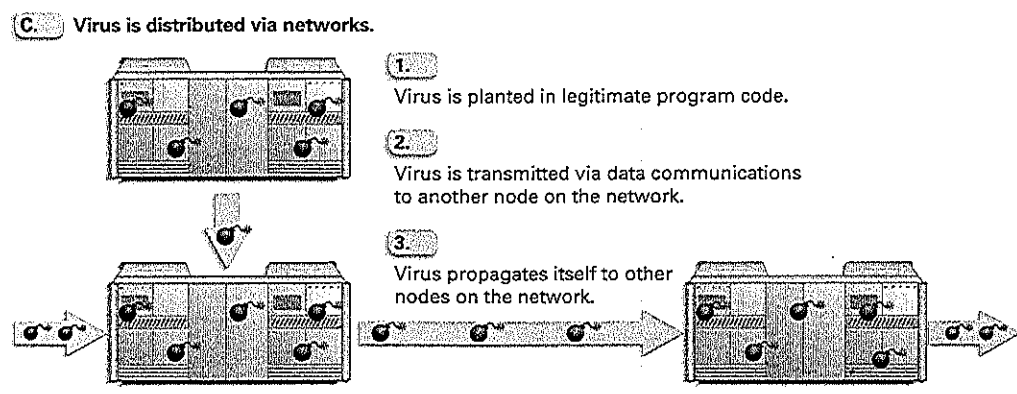 C. Virus is distributed via networks.
1.
Virus is planted in legitimate program code.
2.
Virus is transmitted via data communications
to another node on the network.
3.
Virus propagates itself to other
nodes on the network.